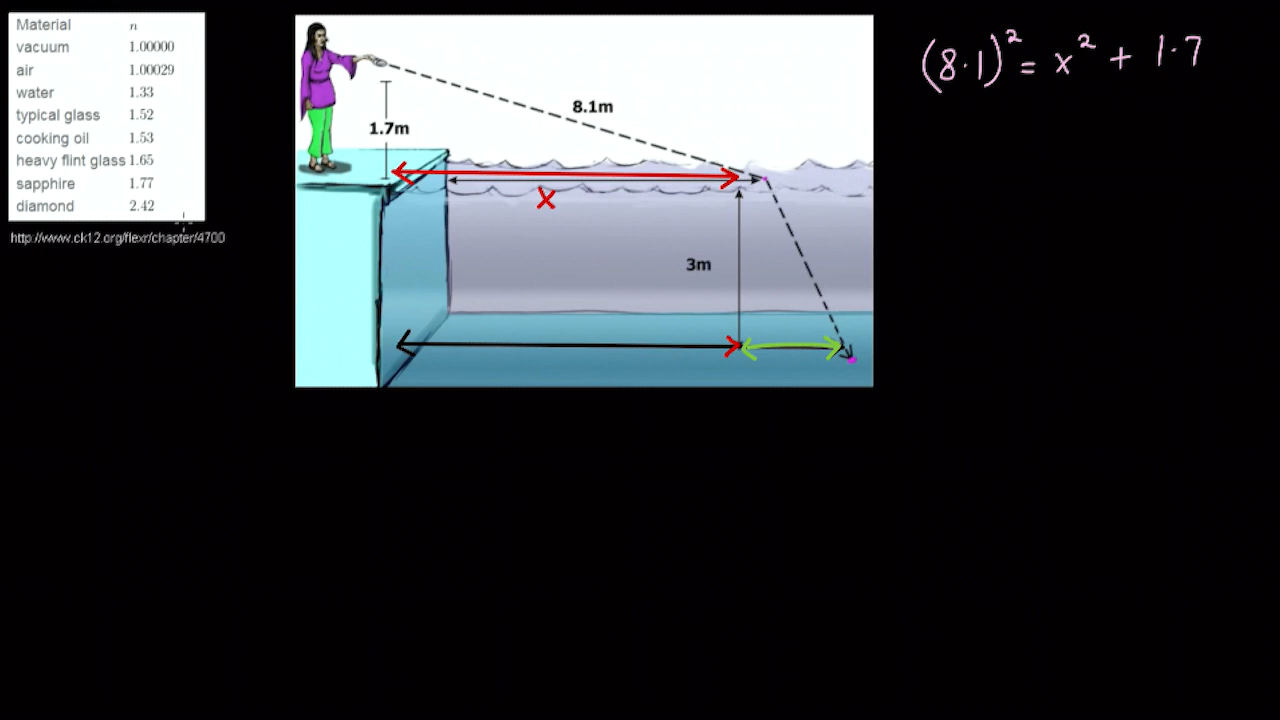 Material n
vacuum 1.00000
air 1.00029
water 1.33
typical glass 1.52
cooking oil 1.53
heavy flint glass 1.65
sapphire 1.77
diamond 2.42
http://www.ck12.org/flexr/chapter/4700
8.1m
1.7m
x
3m
(8.1)² = x² + 1.7